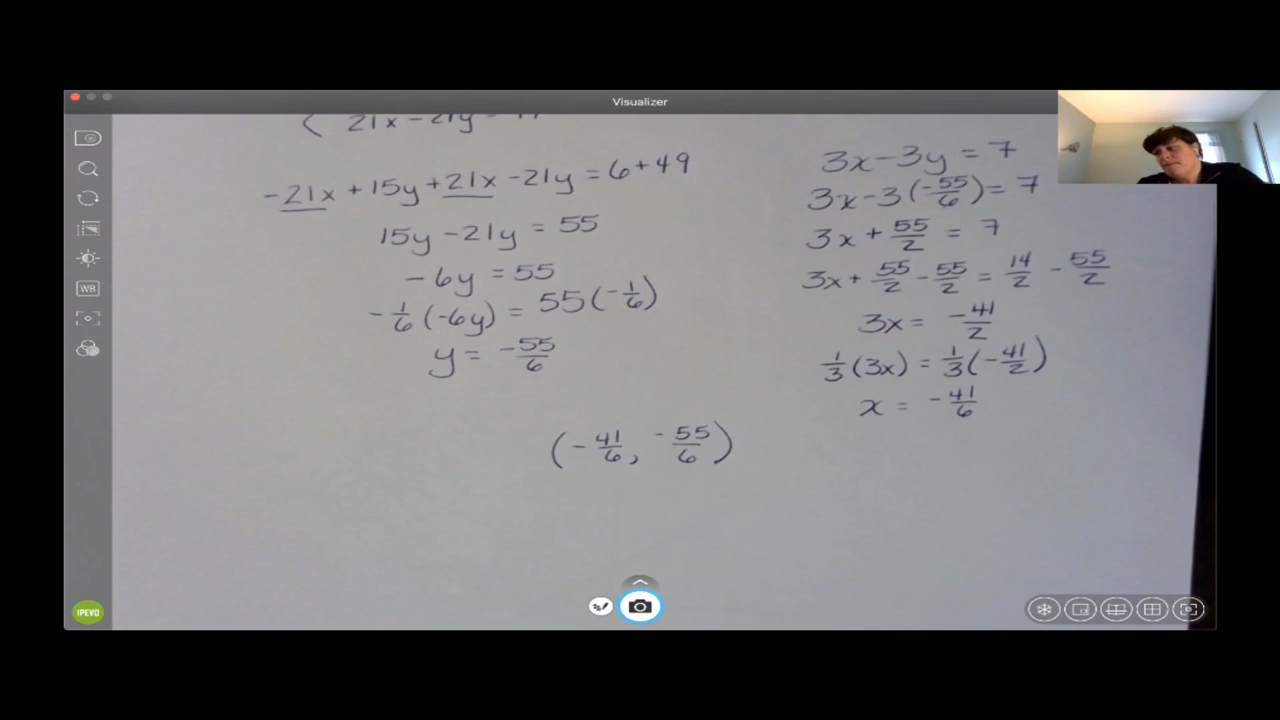 Visualizer
21x - 21y =
-21x + 15y + 21x - 21y = 6 + 49
15y - 21y = 55
-6y = 55
-1/6 (-6y) = 55 (-1/6)
y = -55/6
3x - 3y = 7
3x - 3(-55/6) = 7
3x + 55/2 = 7
3x + 55/2 - 55/2 = 14/2 - 55/2
3x = -41/2
1/3 (3x) = 1/3 (-41/2)
x = -41/6
(-41/6, -55/6)
WB
IPEVO